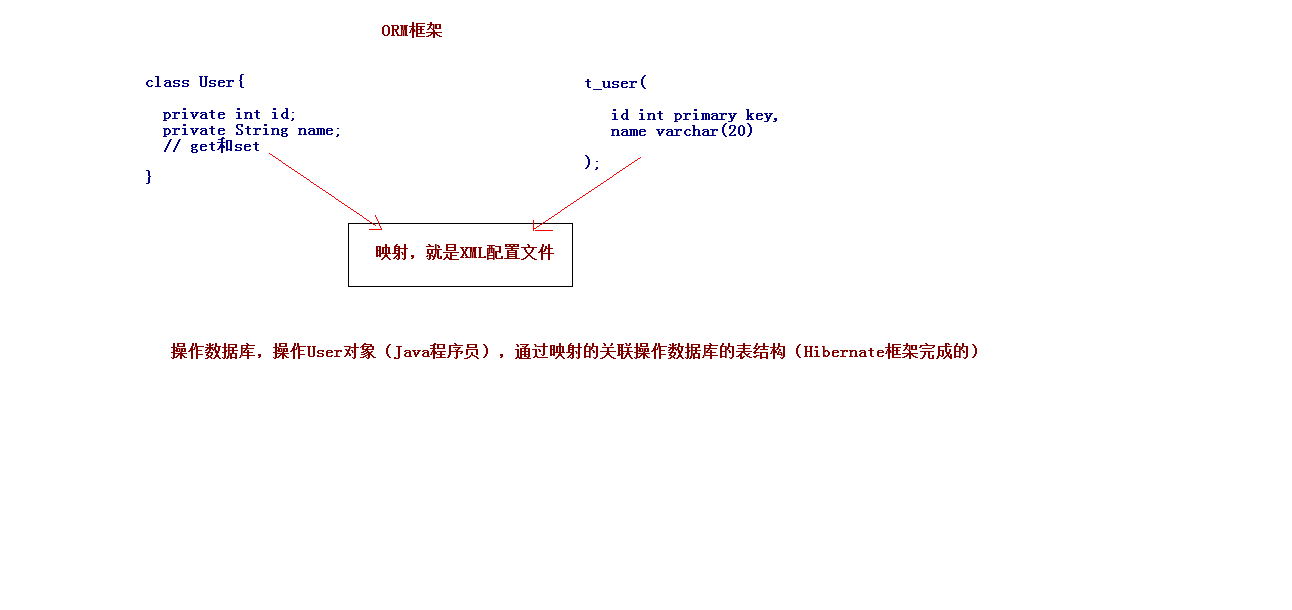 ORM框架
class User{
private int id;
private String name;
// get和set
}
t_user(
id int primary key,
name varchar(20)
);
映射，就是XML配置文件
操作数据库，操作User对象（Java程序员），通过映射的关联操作数据库的表结构（Hibernate框架完成的）